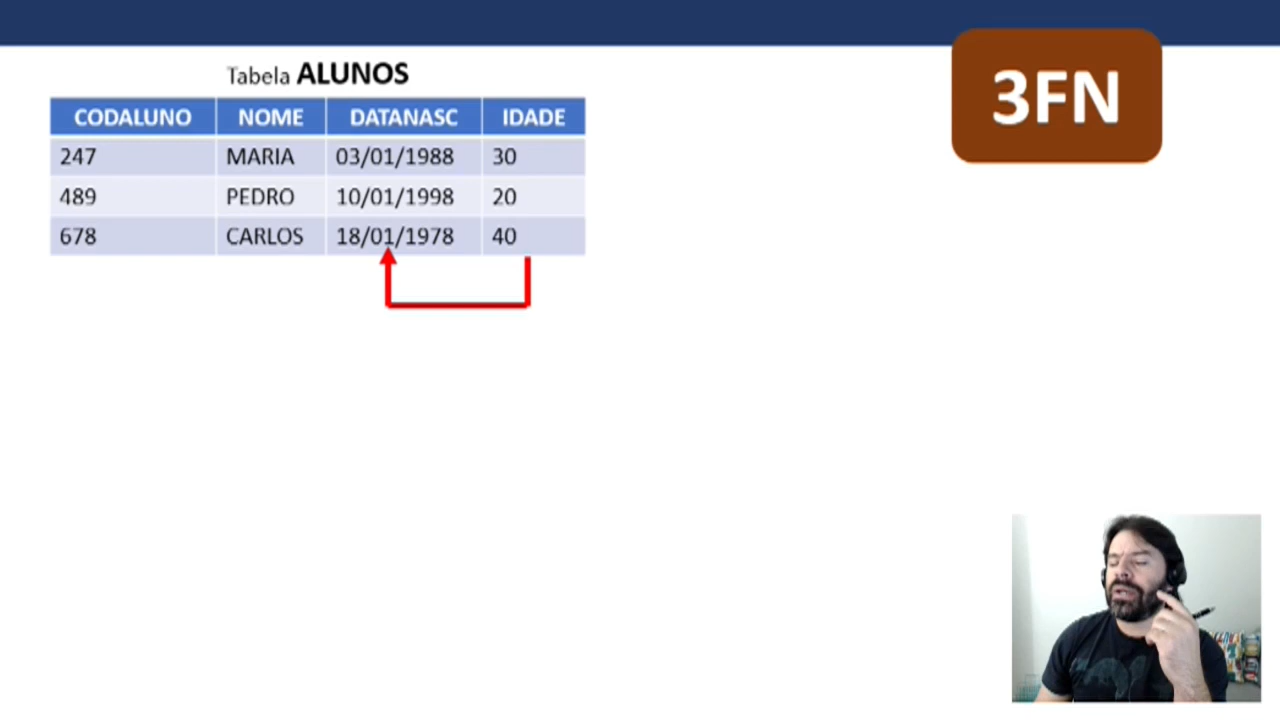 3FN
Tabela ALUNOS
CODALUNO NOME DATANASC IDADE
247 MARIA 03/01/1988 30
489 PEDRO 10/01/1998 20
678 CARLOS 18/01/1978 40